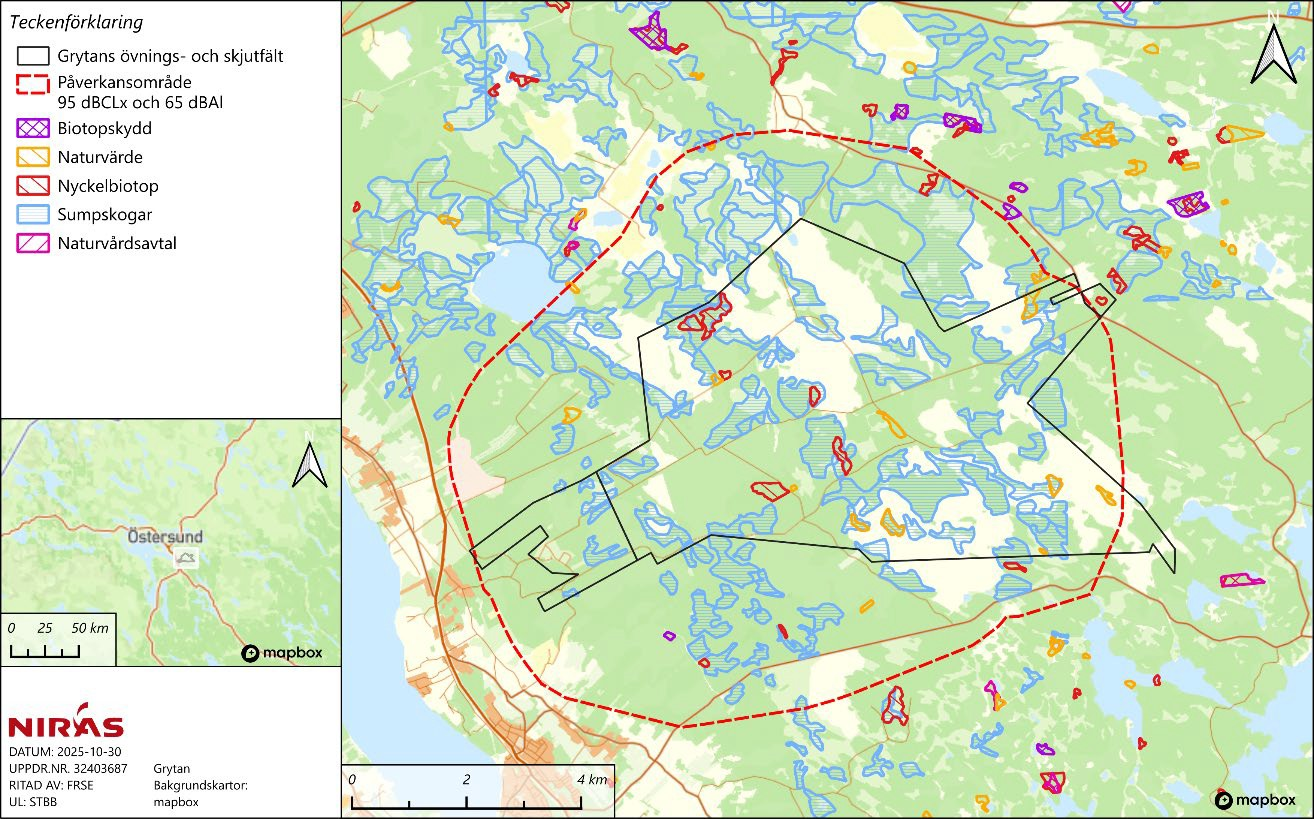 Teckenförklaring
Grytans övnings- och skjutfält
Påverkansområde
95 dBCLx och 65 dBAl
Biotopskydd
Naturvärde
Nyckelbiotop
Sumpskogar
Naturvårdsavtal
N
N
Östersund
0 25 50 km
mapbox
NIRAS
DATUM: 2025-10-30
UPPDR.NR. 32403687 Grytan
RITAD AV: FRSE Bakgrundskartor:
UL: STBB mapbox
0 2 4 km
mapbox